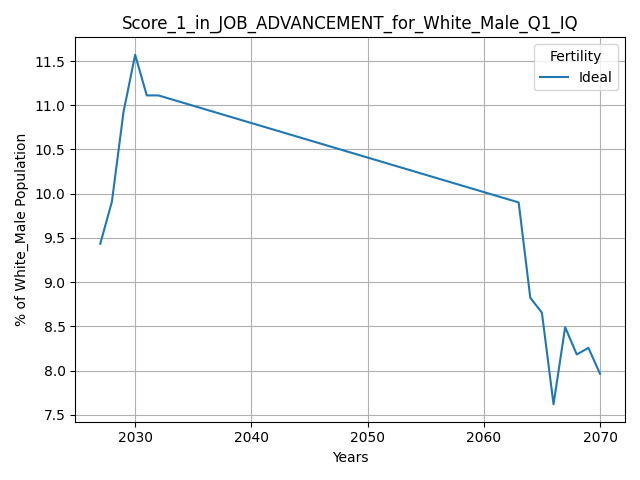 Score_1_in_JOB_ADVANCEMENT_for_White_Male_Q1_IQ
Fertility
Ideal
% of White_Male Population
11.5
11.0
10.5
10.0
9.5
9.0
8.5
8.0
7.5
2030 2040 2050 2060 2070
Years